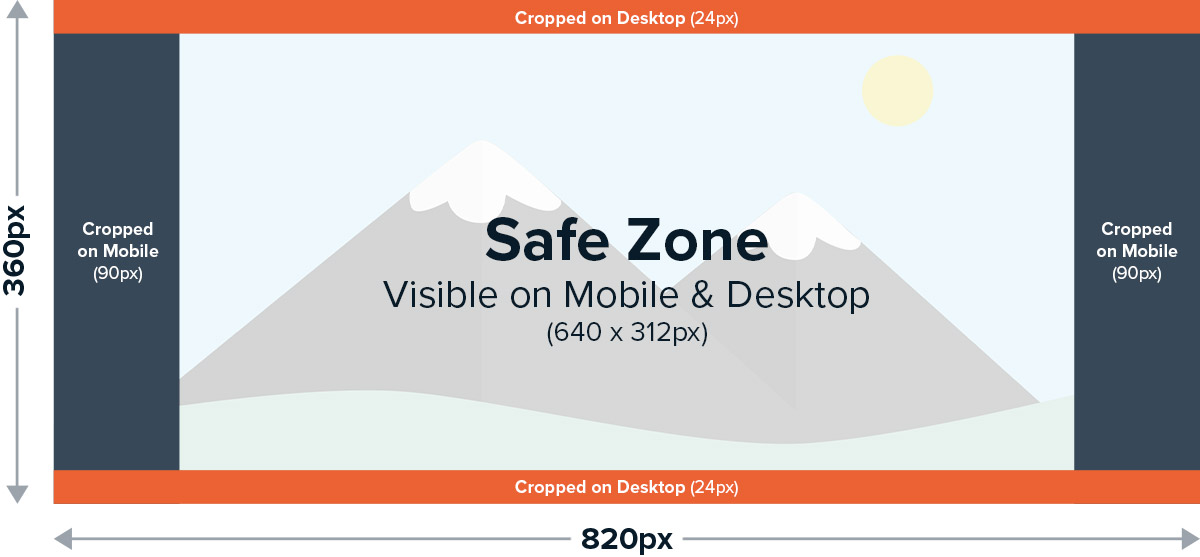 Cropped on Desktop (24px)
360px
Cropped
on Mobile
(90px)
Safe Zone
Visible on Mobile & Desktop
(640 x 312px)
Cropped
on Mobile
(90px)
Cropped on Desktop (24px)
820px